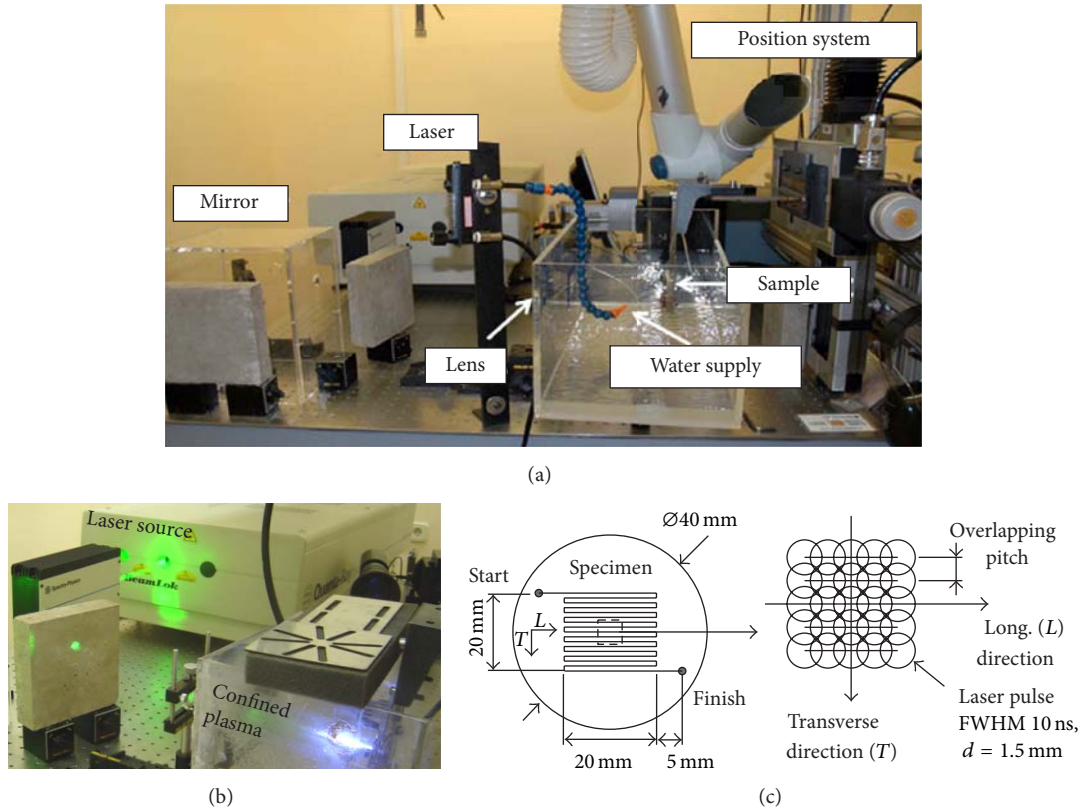 Position system
Laser
Mirror
Sample
Lens
Water supply
(a)
Laser source
BeamLok
Confined
plasma
(b)
Ø40 mm
Specimen
Start
20 mm
L
T
Finish
20 mm
5 mm
Overlapping
pitch
Long. (L)
direction
Laser pulse
FWHM 10 ns,
d = 1.5 mm
Transverse
direction (T)
(c)